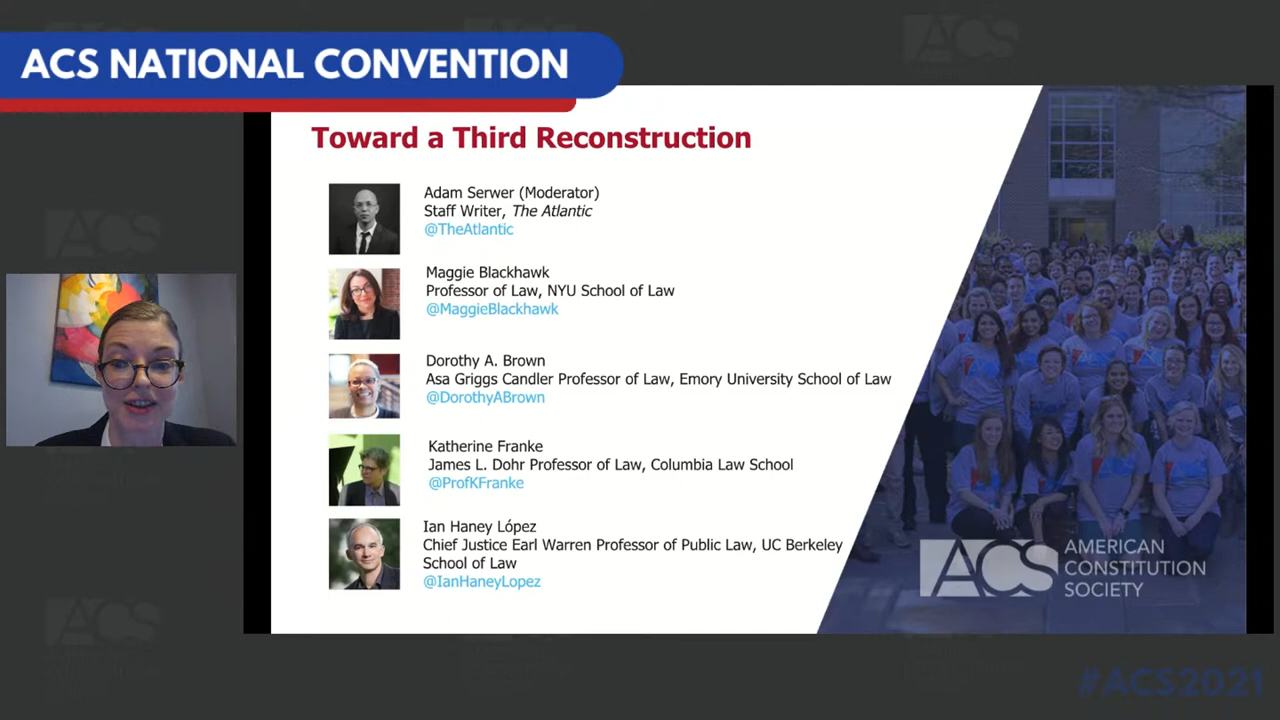 ACS NATIONAL CONVENTION
Toward a Third Reconstruction
Adam Serwer (Moderator)
Staff Writer, The Atlantic
@TheAtlantic
Maggie Blackhawk
Professor of Law, NYU School of Law
@MaggieBlackhawk
Dorothy A. Brown
Asa Griggs Candler Professor of Law, Emory University School of Law
@DorothyABrown
Katherine Franke
James L. Dohr Professor of Law, Columbia Law School
@ProfKFranke
Ian Haney López
Chief Justice Earl Warren Professor of Public Law, UC Berkeley
School of Law
@IanHaneyLopez
ACS
AMERICAN
CONSTITUTION
SOCIETY
#ACS2021